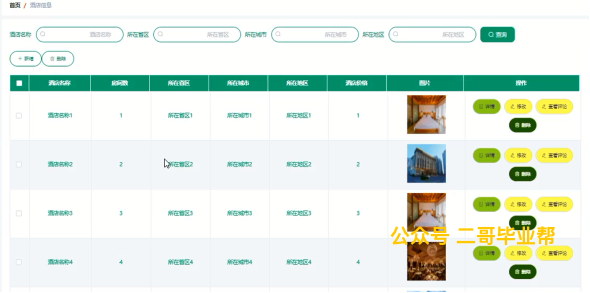 首页 / 酒店信息
酒店名称 酒店名称 所在省区 所在省区 所在城市 所在城市 所在地区 所在地区 查询
+ 新增 删除
酒店名称 房间数 所在省区 所在城市 所在地区 酒店价格 图片 操作
酒店名称1 1 所在省区1 所在城市1 所在地区1 1 详情 修改 查看评论
删除
酒店名称2 2 所在省区2 所在城市2 所在地区2 2 详情 修改 查看评论
删除
酒店名称3 3 所在省区3 所在城市3 所在地区3 3 详情 修改 查看评论
删除
公众号 二哥毕业帮
酒店名称4 4 所在省区4 所在城市4 所在地区4 4 详情 修改 查看评论
删除